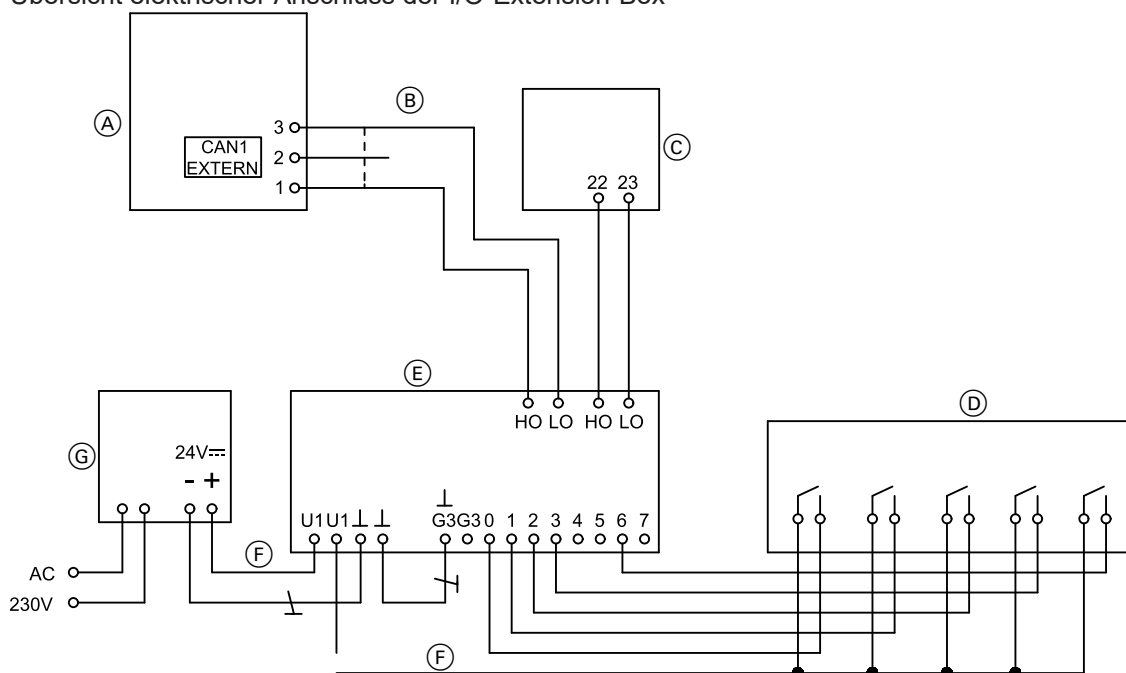 Übersicht elektrischer Anschluss der I/O-Extension-Box
B
A
3
C
CAN1
EXTERN
2
1
22 23
E
HO LO HO LO
D
G
24V
- +
U1 U1 ⊥ ⊥ G3 G3 0 1 2 3 4 5 6 7
F
AC
230V
F